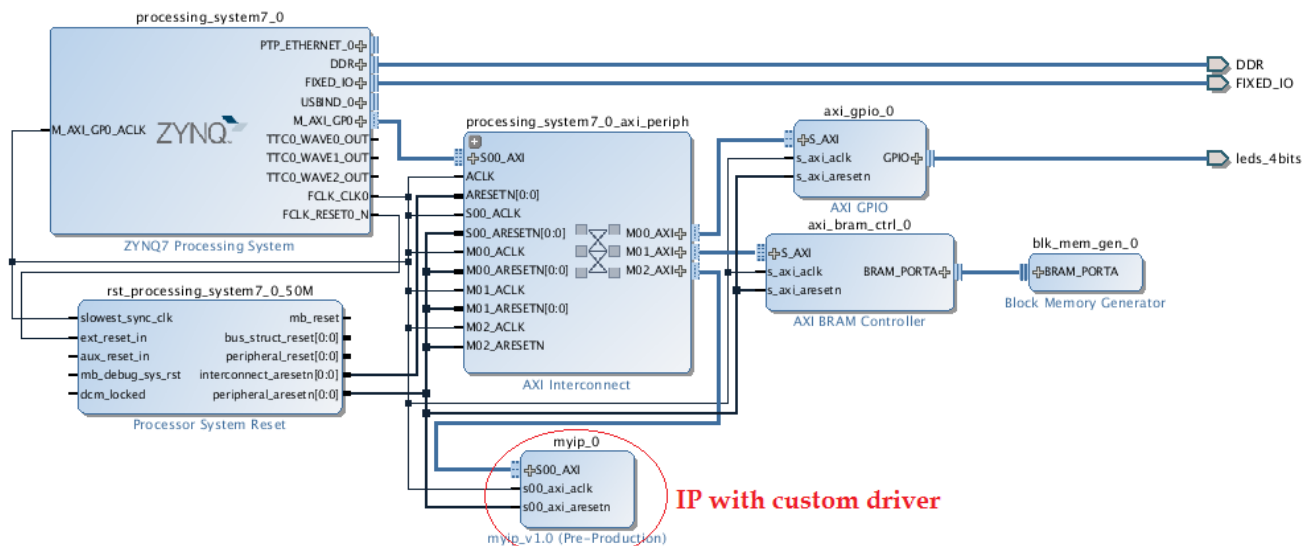 processing_system7_0
PTP_ETHERNET_0
DDR
FIXED_IO
USBIND_0
M_AXI_GP0
TTC0_WAVE0_OUT
TTC0_WAVE1_OUT
TTC0_WAVE2_OUT
FCLK_CLK0
FCLK_RESET0_N
M_AXI_GP0_ACLK
ZYNQ
ZYNQ7 Processing System
rst_processing_system7_0_50M
slowest_sync_clk
ext_reset_in
aux_reset_in
mb_debug_sys_rst
dcm_locked
mb_reset
bus_struct_reset[0:0]
peripheral_reset[0:0]
interconnect_aresetn[0:0]
peripheral_aresetn[0:0]
Processor System Reset
processing_system7_0_axi_periph
S00_AXI
ACLK
ARESETN[0:0]
S00_ACLK
S00_ARESETN[0:0]
M00_ACLK
M00_ARESETN[0:0]
M01_ACLK
M01_ARESETN[0:0]
M02_ACLK
M02_ARESETN
M00_AXI
M01_AXI
M02_AXI
AXI Interconnect
axi_gpio_0
S_AXI
s_axi_aclk
s_axi_aresetn
GPIO
AXI GPIO
axi_bram_ctrl_0
S_AXI
s_axi_aclk
s_axi_aresetn
BRAM_PORTA
AXI BRAM Controller
blk_mem_gen_0
BRAM_PORTA
Block Memory Generator
DDR
FIXED_IO
leds_4bits
myip_0
S00_AXI
s00_axi_aclk
s00_axi_aresetn
myip_v1.0 (Pre-Production)
IP with custom driver